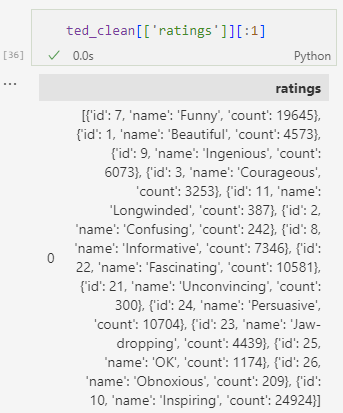 ted_clean[['ratings']][:1]
[36] ✓ 0.0s Python
...
ratings
[{'id': 7, 'name': 'Funny', 'count': 19645},
{'id': 1, 'name': 'Beautiful', 'count': 4573},
{'id': 9, 'name': 'Ingenious', 'count':
6073}, {'id': 3, 'name': 'Courageous',
'count': 3253}, {'id': 11, 'name':
'Longwinded', 'count': 387}, {'id': 2,
'name': 'Confusing', 'count': 242}, {'id': 8,
'name': 'Informative', 'count': 7346}, {'id':
0 22, 'name': 'Fascinating', 'count': 10581},
{'id': 21, 'name': 'Unconvincing', 'count':
300}, {'id': 24, 'name': 'Persuasive',
'count': 10704}, {'id': 23, 'name': 'Jaw-
dropping', 'count': 4439}, {'id': 25,
'name': 'OK', 'count': 1174}, {'id': 26,
'name': 'Obnoxious', 'count': 209}, {'id':
10, 'name': 'Inspiring', 'count': 24924}]